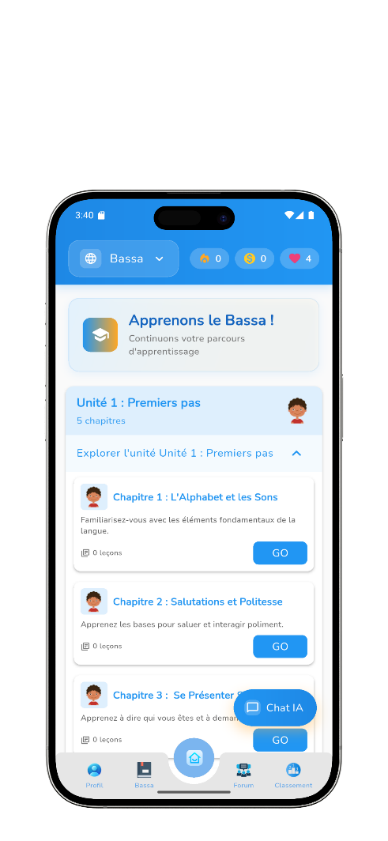 3:40
Bassa
0
0
4
Apprenons le Bassa !
Continuons votre parcours
d'apprentissage
Unité 1 : Premiers pas
5 chapitres
Explorer l'unité Unité 1 : Premiers pas
Chapitre 1 : L'Alphabet et les Sons
Familiarisez-vous avec les éléments fondamentaux de la
langue.
0 leçons
GO
Chapitre 2 : Salutations et Politesse
Apprenez les bases pour saluer et interagir poliment.
0 leçons
GO
Chapitre 3 : Se Présenter
Apprenez à dire qui vous êtes et à
Chat IA
0 leçons
GO
Profil
Bassa
Forum
Classement